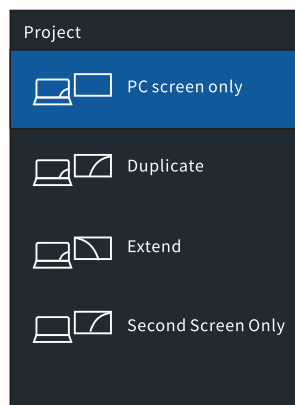 Project
PC screen only
Duplicate
Extend
Second Screen Only